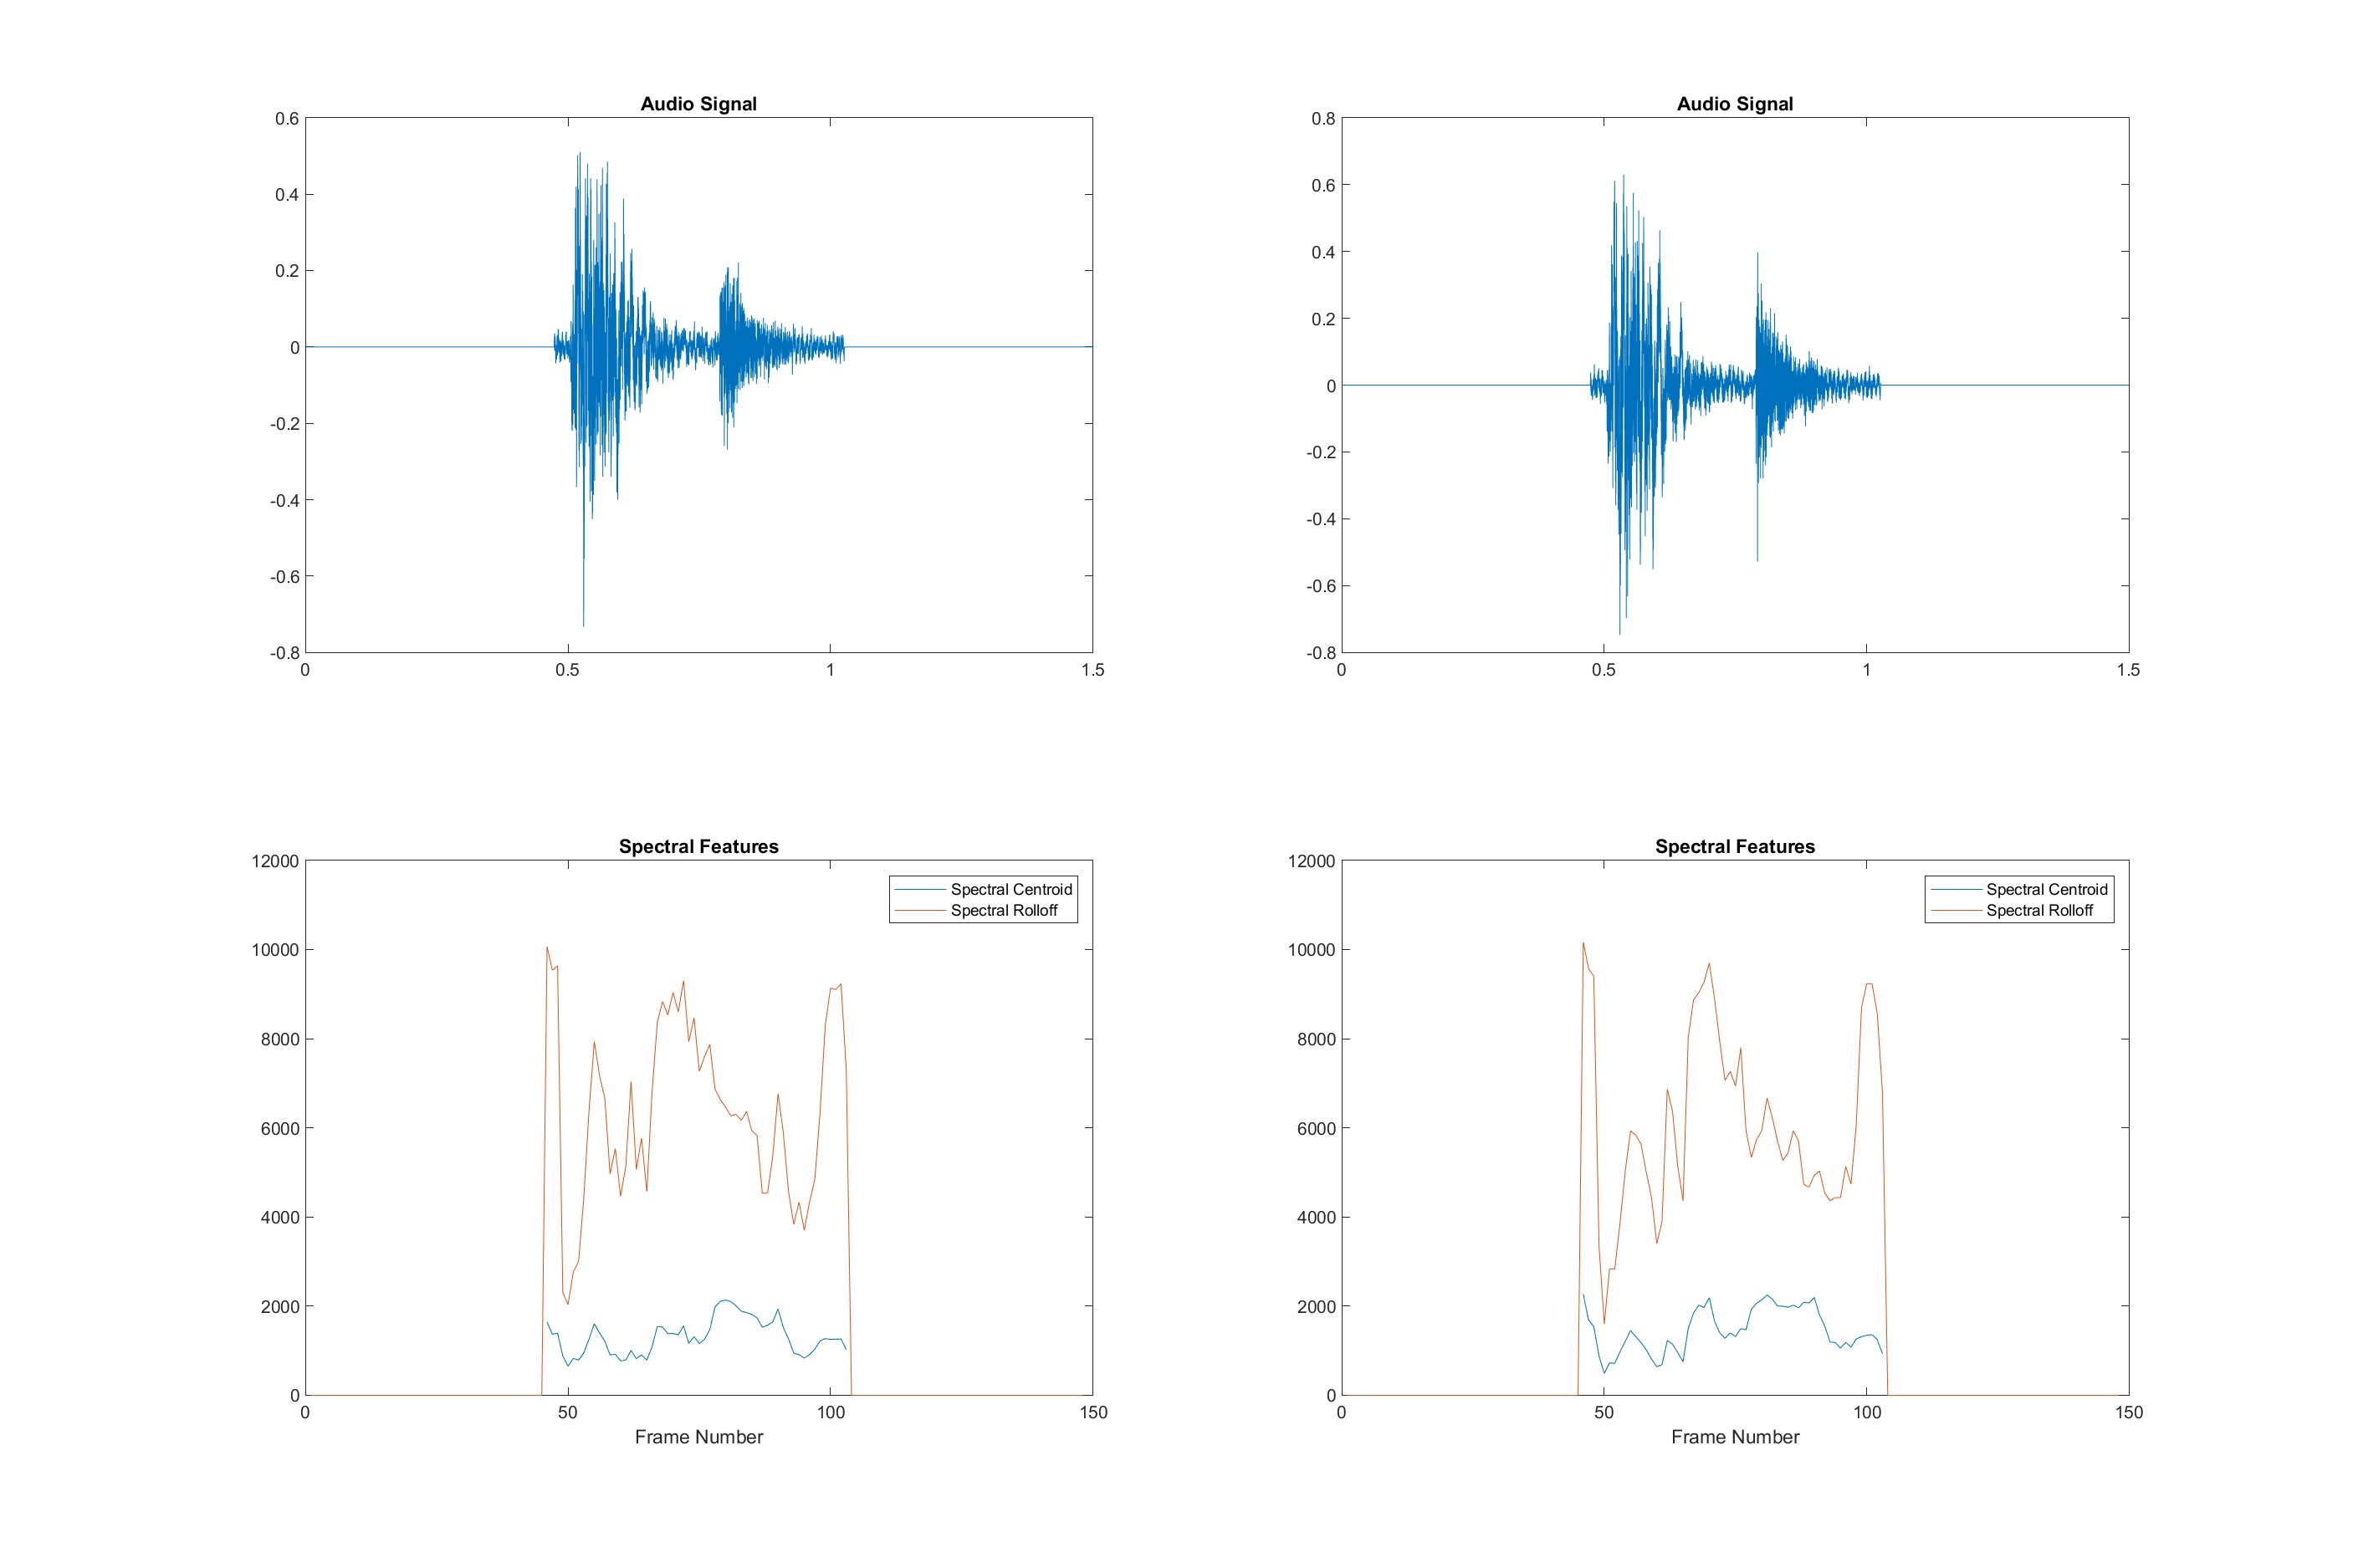 Audio Signal
0.6
0.4
0.2
0
-0.2
-0.4
-0.6
-0.8
0 0.5 1 1.5
Audio Signal
0.8
0.6
0.4
0.2
0
-0.2
-0.4
-0.6
-0.8
0 0.5 1 1.5
Spectral Features
12000
10000
8000
6000
4000
2000
0
Spectral Centroid
Spectral Rolloff
0 50 100 150
Frame Number
Spectral Features
12000
10000
8000
6000
4000
2000
0
Spectral Centroid
Spectral Rolloff
0 50 100 150
Frame Number